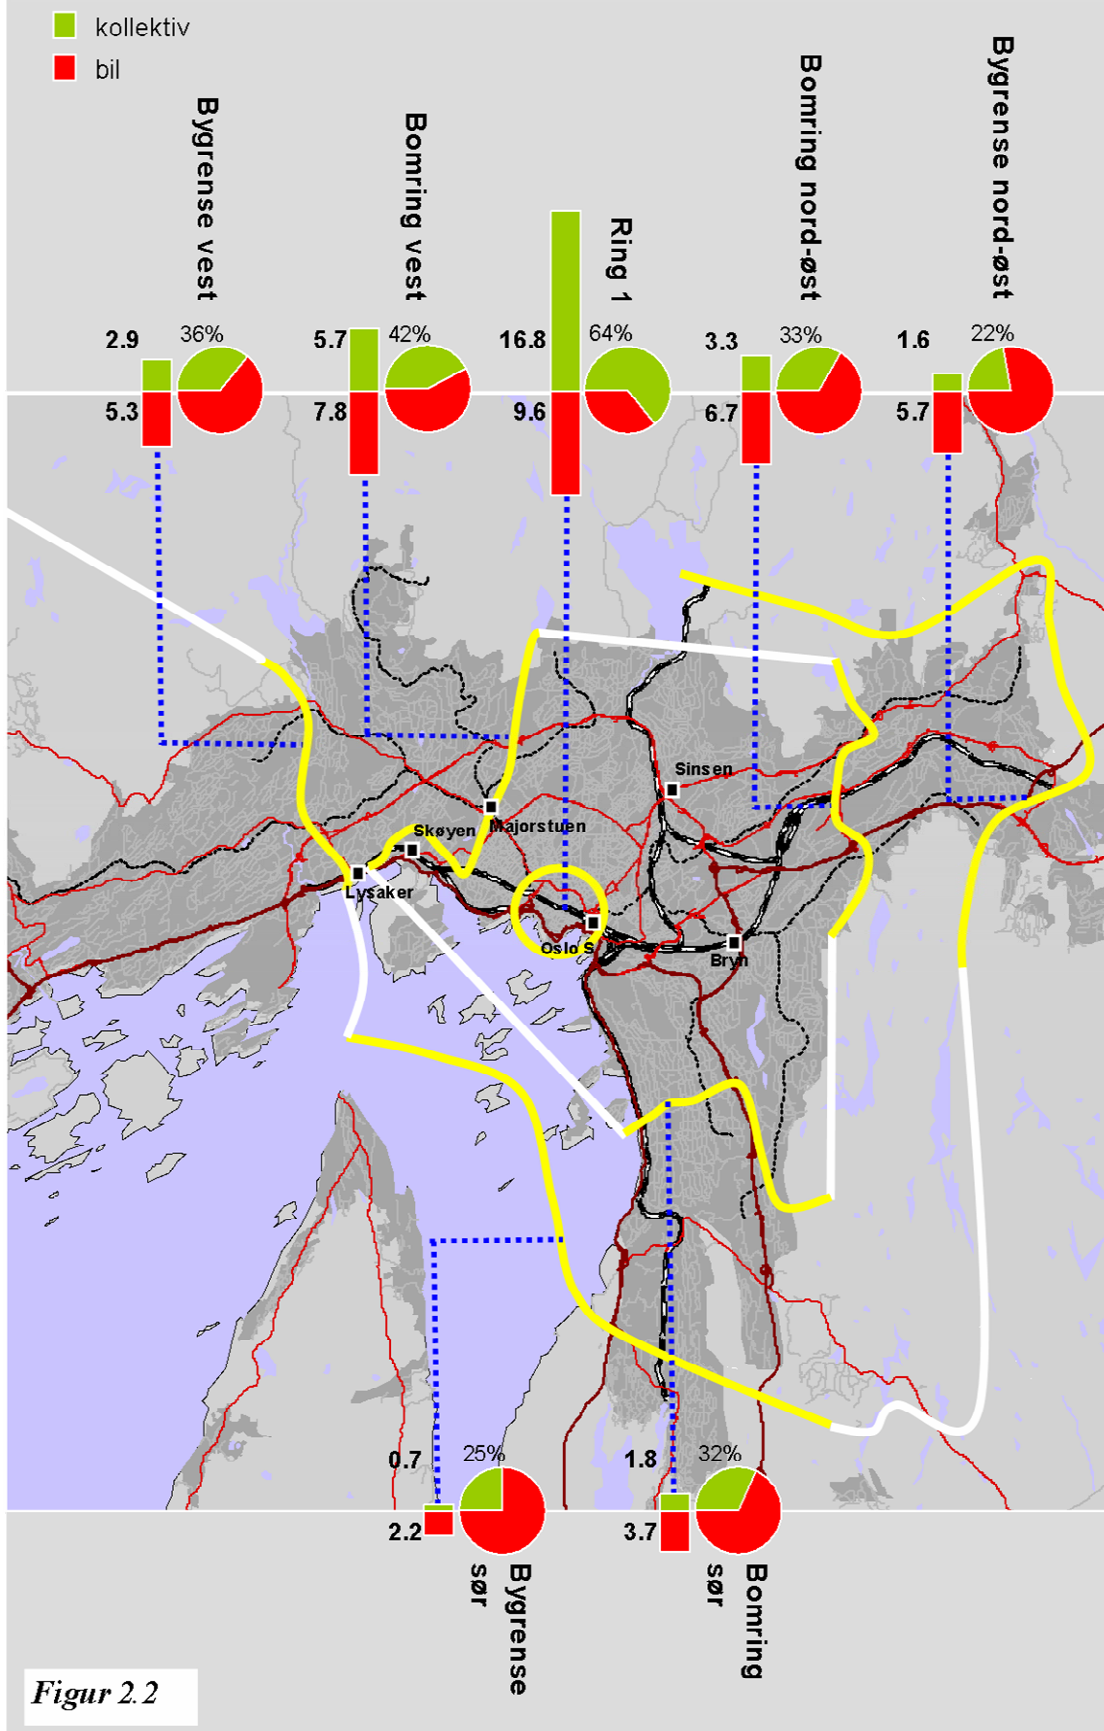 kollektiv
bil
Bygrense vest
Bomring vest
Ring 1
Bomring nord-øst
Bygrense nord-øst
2.9
36%
5.3
5.7
42%
7.8
16.8
64%
9.6
3.3
33%
6.7
1.6
22%
5.7
Sinsen
Majorstuen
Skøyen
Lysaker
Oslo S
Bryn
0.7
25%
2.2
1.8
32%
3.7
Bygrense
sør
Bomring
sør
Figur 2.2